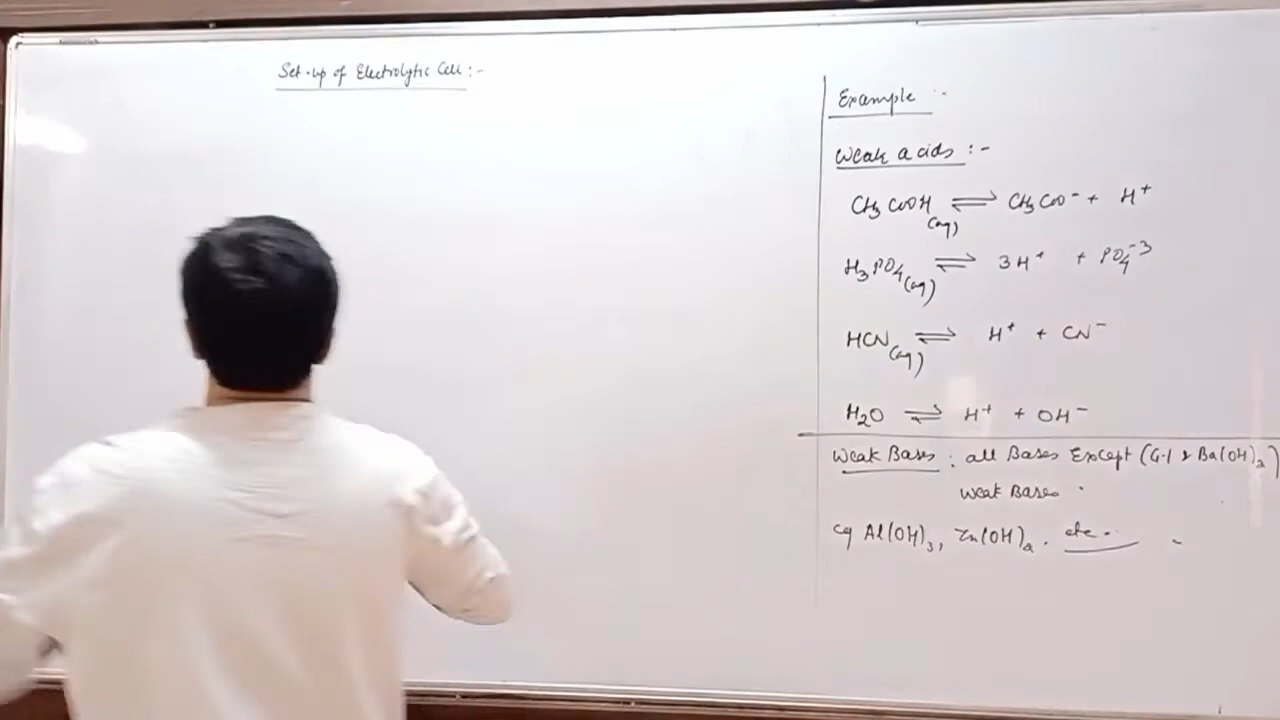 Set-up of Electrolytic Cell :-
Example :-
Weak acids :-
CH3COOH(aq) ⇌ CH3COO- + H+
H3PO4(aq) ⇌ 3H+ + PO4-3
HCN(aq) ⇌ H+ + CN-
H2O ⇌ H+ + OH-
Weak Bases : all Bases Except (G-I & Ba(OH)2)
Weak Bases .
eg Al(OH)3, Zn(OH)2 . etc..